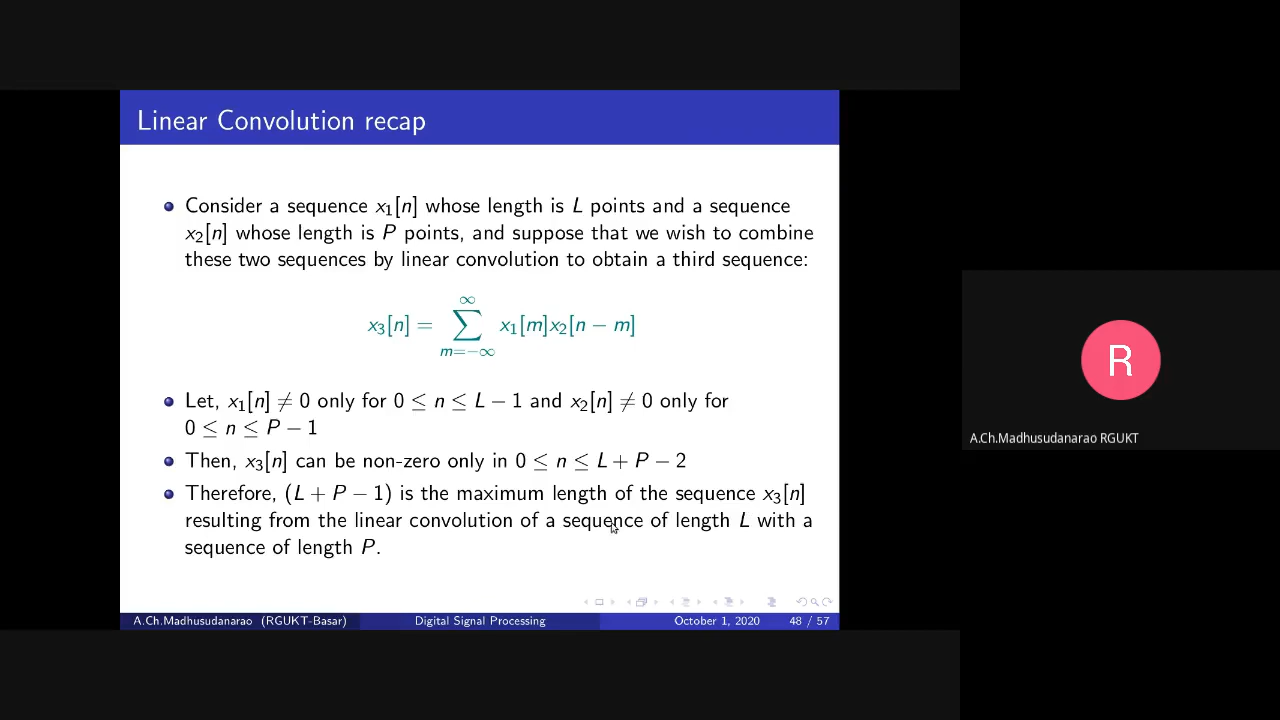 Linear Convolution recap
Consider a sequence x₁[n] whose length is L points and a sequence
x₂[n] whose length is P points, and suppose that we wish to combine
these two sequences by linear convolution to obtain a third sequence:
x₃[n] = ∑_{m=−∞}^{∞} x₁[m]x₂[n − m]
Let, x₁[n] ≠ 0 only for 0 ≤ n ≤ L − 1 and x₂[n] ≠ 0 only for
0 ≤ n ≤ P − 1
Then, x₃[n] can be non-zero only in 0 ≤ n ≤ L + P − 2
Therefore, (L + P − 1) is the maximum length of the sequence x₃[n]
resulting from the linear convolution of a sequence of length L with a
sequence of length P.
A.Ch.Madhusudanarao (RGUKT-Basar) Digital Signal Processing October 1, 2020 48 / 57
R
A.Ch.Madhusudanarao RGUKT